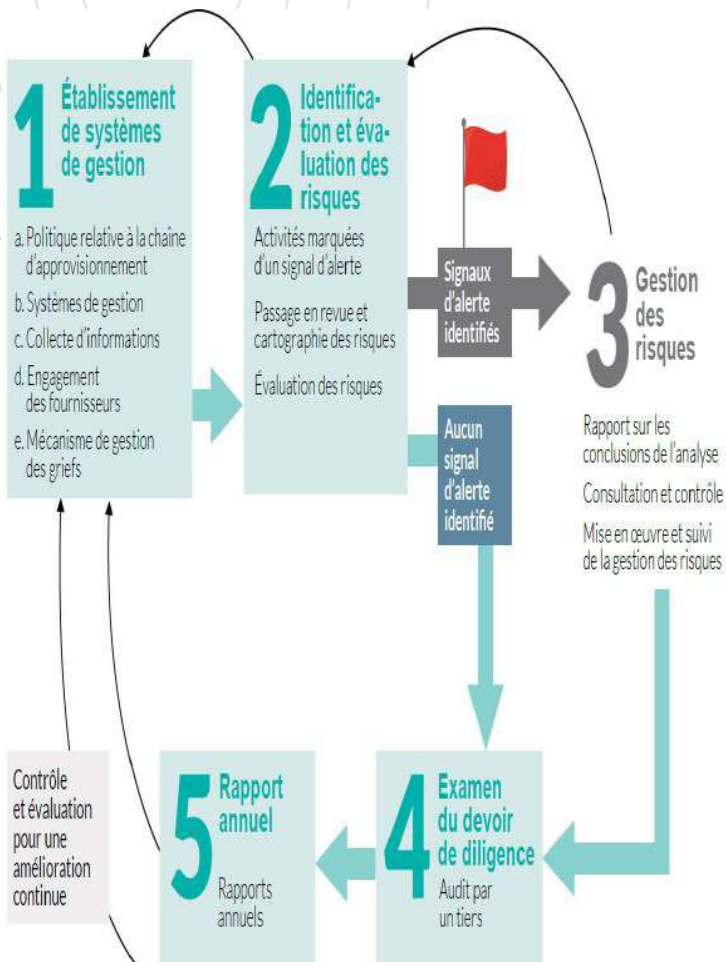 1
Établissement
de systèmes
de gestion
a. Politique relative à la chaîne
d'approvisionnement
b. Systèmes de gestion
c. Collecte d'informations
d. Engagement
des fournisseurs
e. Mécanisme de gestion
des griefs
2
Identifica-
tion et éva-
luation des
risques
Activités marquées
d'un signal d'alerte
Passage en revue et
cartographie des risques
Évaluation des risques
Signaux
d'alerte
identifiés
Aucun
signal
d'alerte
identifié
3
Gestion
des
risques
Rapport sur les
conclusions de l'analyse
Consultation et contrôle
Mise en œuvre et suivi
de la gestion des risques
Contrôle
et évaluation
pour une
amélioration
continue
5
Rapport
annuel
Rapports
annuels
4
Examen
du devoir
de diligence
Audit par
un tiers